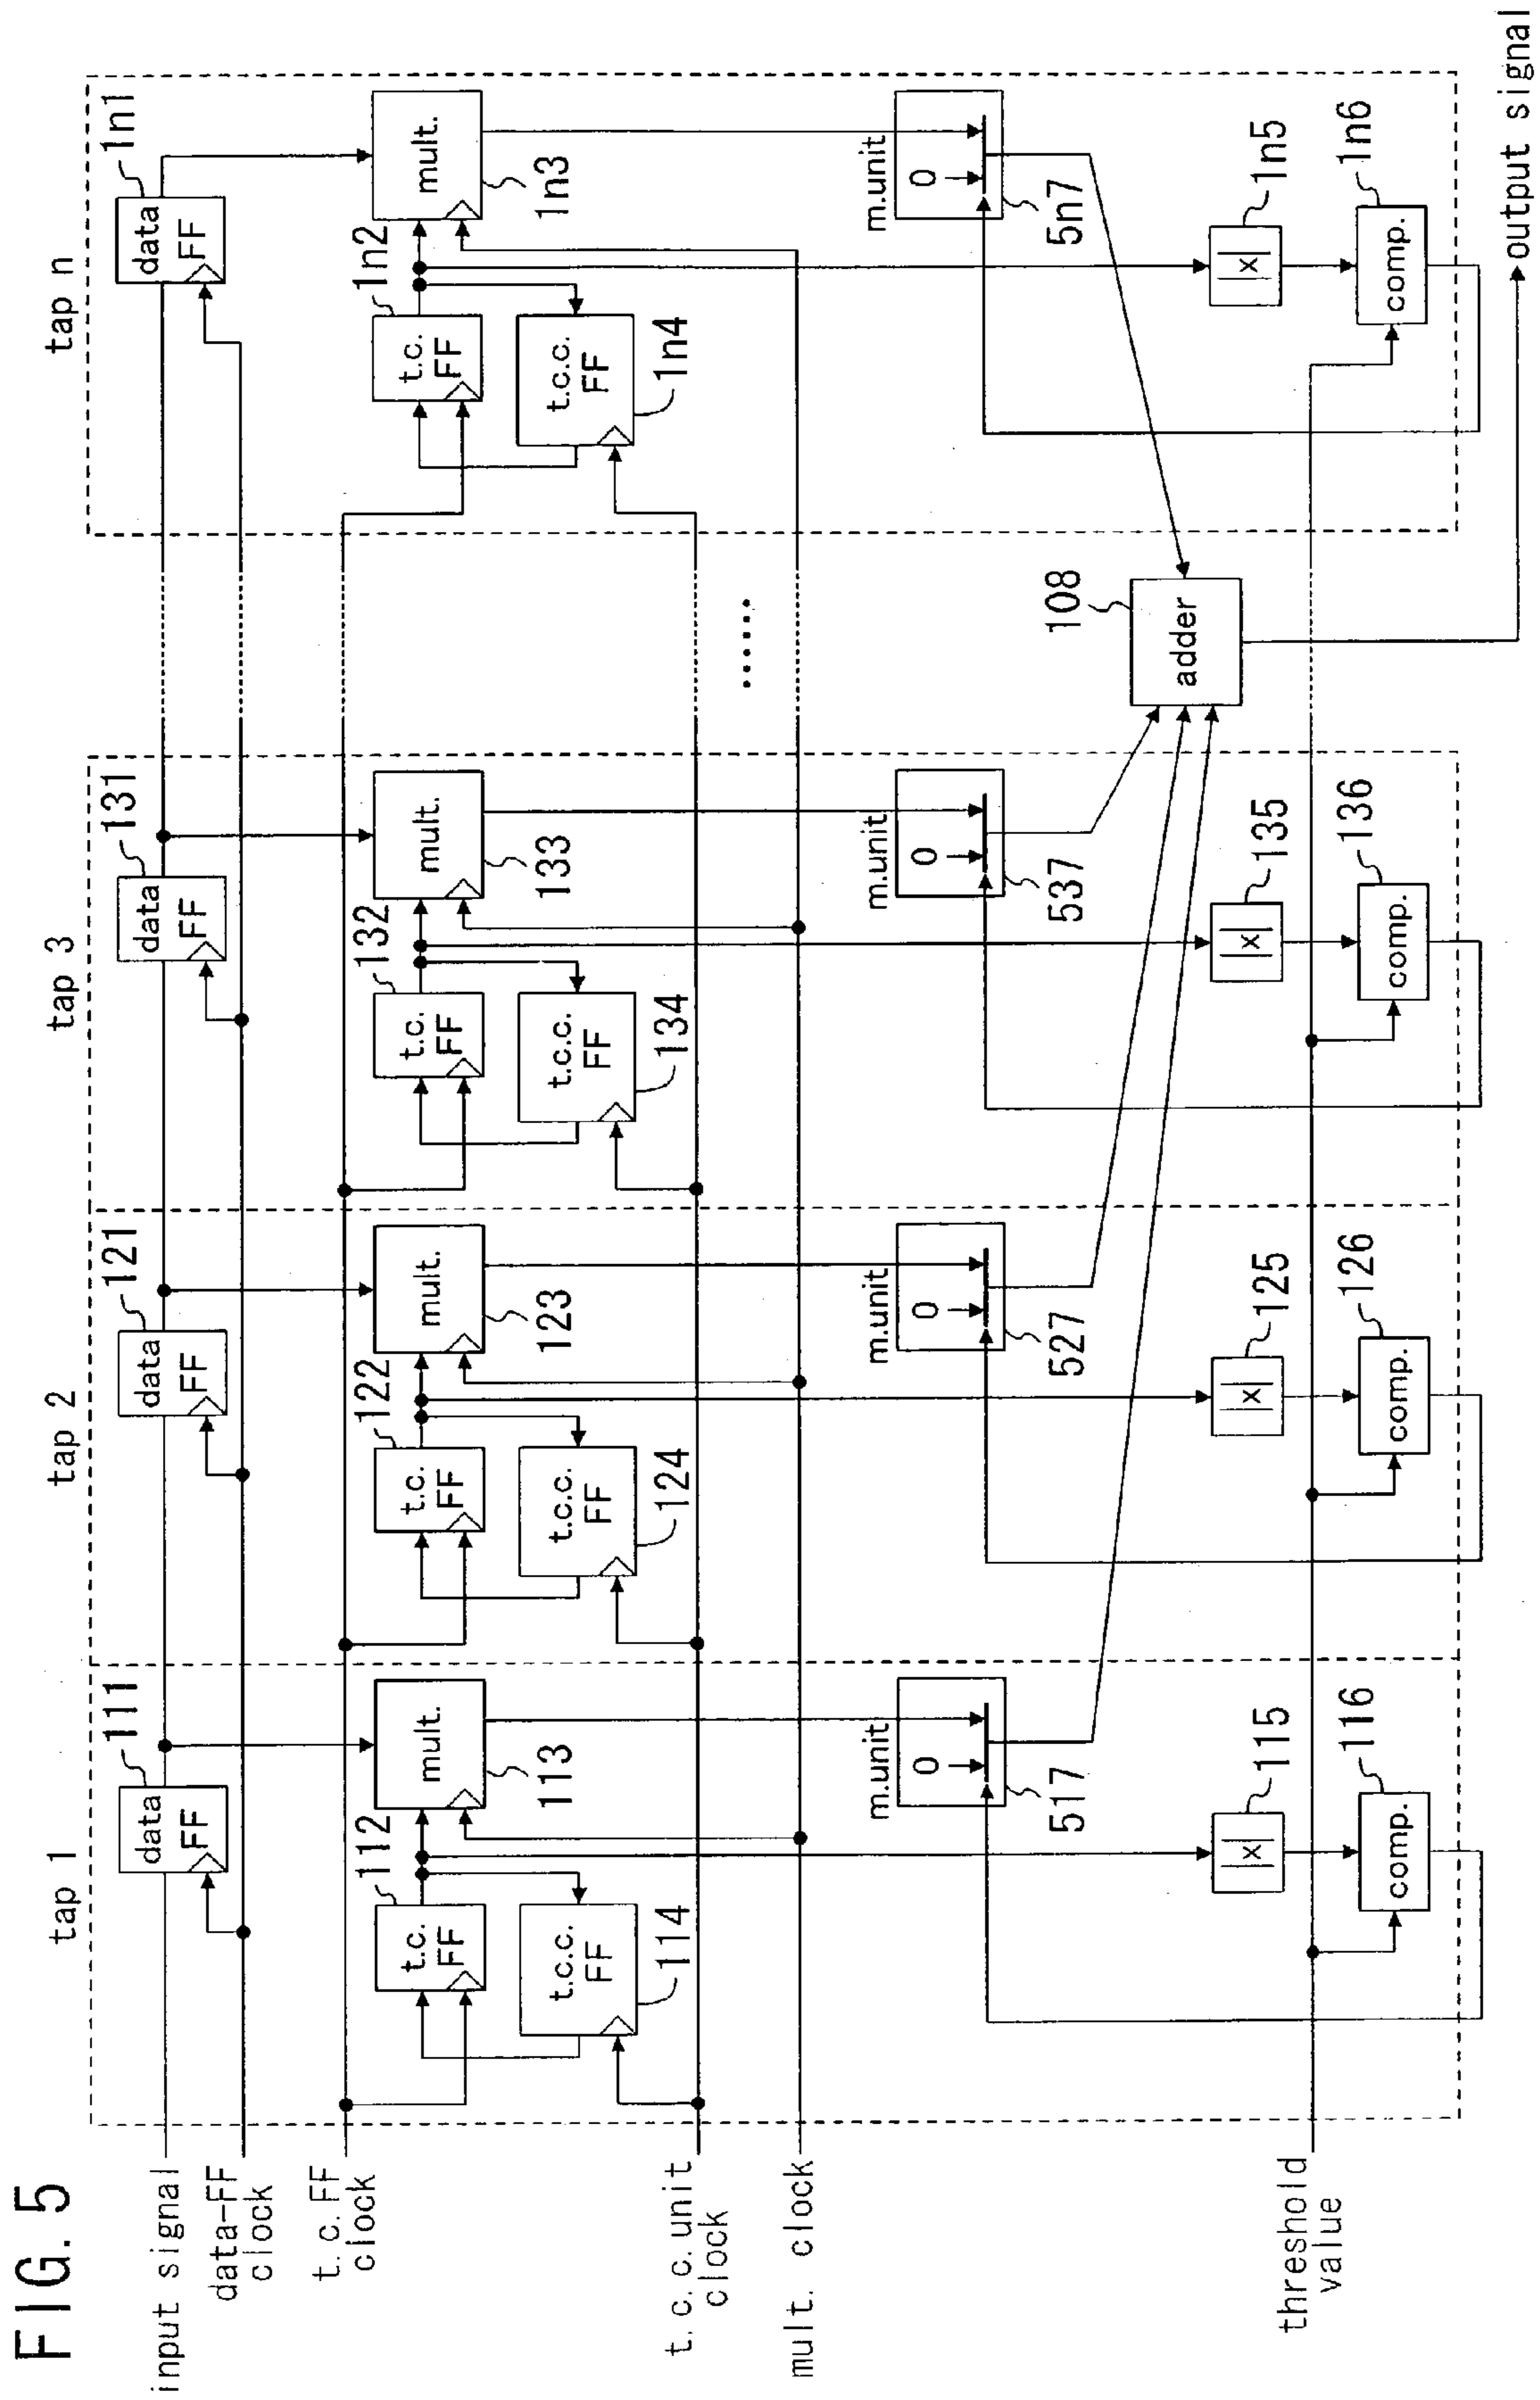 FIG. 5
tap 1
tap 2
tap 3
tap n
input signal
data-FF
clock
t.c.FF
clock
t.c.c.unit
clock
mult. clock
threshold
value
data
FF
111
t.c.
FF
112
mult.
113
t.c.c.
FF
114
m.unit
0
517
|x|
115
comp.
116
data
FF
121
t.c.
FF
122
mult.
123
t.c.c.
FF
124
m.unit
0
527
|x|
125
comp.
126
data
FF
131
t.c.
FF
132
mult.
133
t.c.c.
FF
134
m.unit
0
537
|x|
135
comp.
136
......
adder
108
data
FF
1n1
t.c.
FF
1n2
mult.
1n3
t.c.c.
FF
1n4
m.unit
0
5n7
|x|
1n5
comp.
1n6
output signal